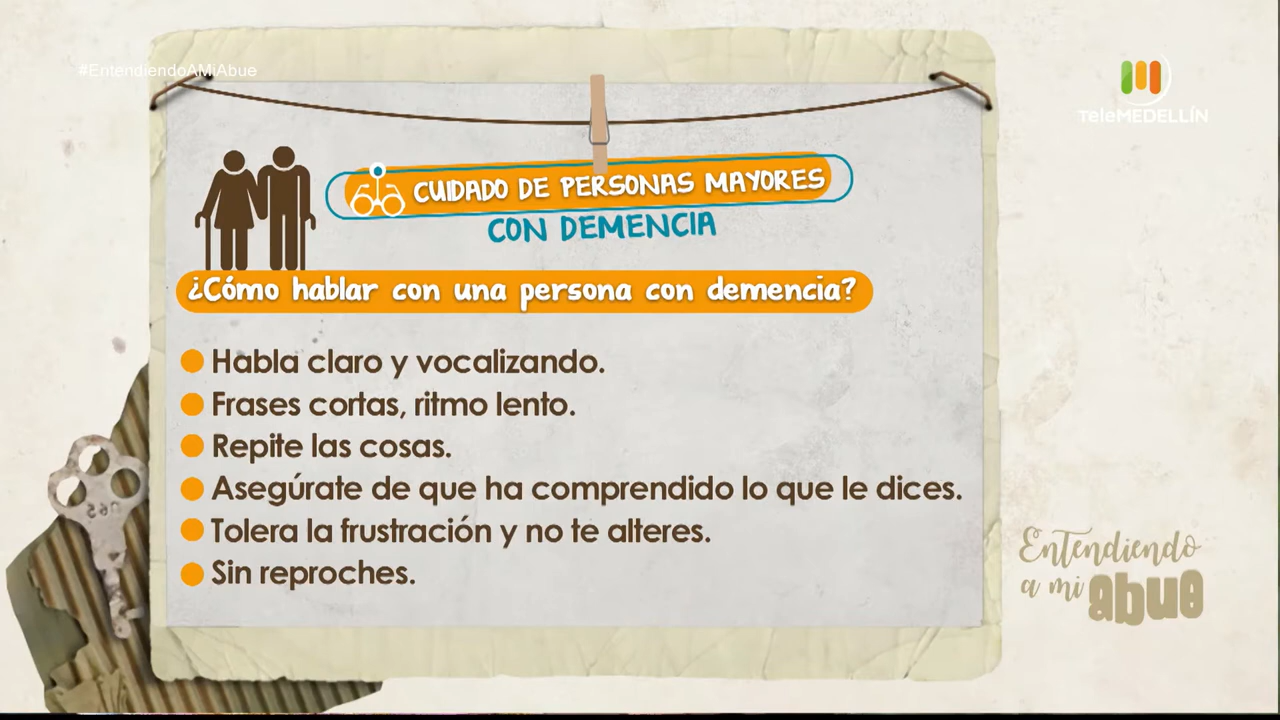 #EntendiendoAMiAbue
TeleMEDELLÍN
CUIDADO DE PERSONAS MAYORES
CON DEMENCIA
¿Cómo hablar con una persona con demencia?
Habla claro y vocalizando.
Frases cortas, ritmo lento.
Repite las cosas.
Asegúrate de que ha comprendido lo que le dices.
Tolera la frustración y no te alteres.
Sin reproches.
Entendiendo
a mi abue